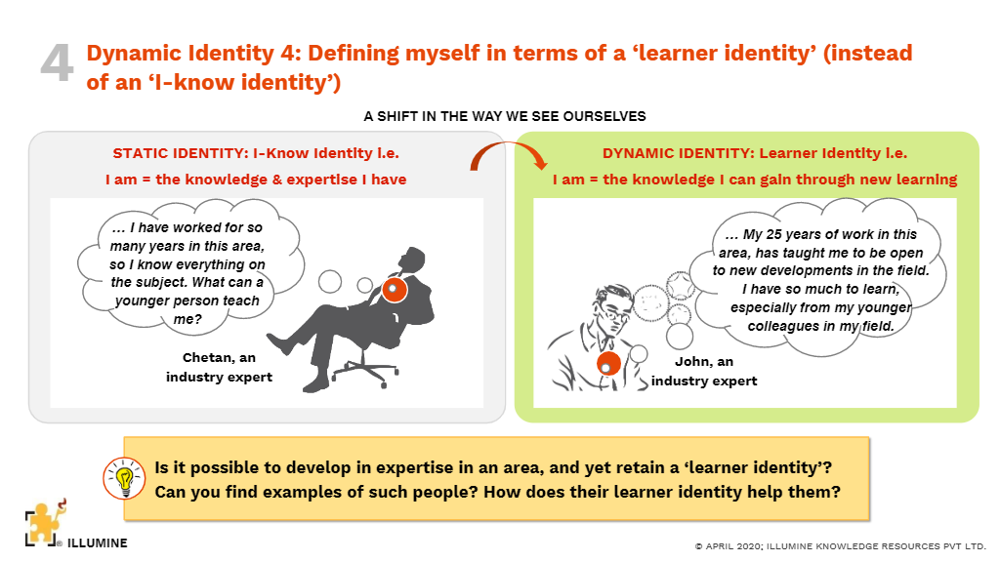 4
Dynamic Identity 4: Defining myself in terms of a ‘learner identity’ (instead
of an ‘I-know identity’)
A SHIFT IN THE WAY WE SEE OURSELVES
STATIC IDENTITY: I-Know Identity i.e.
I am = the knowledge & expertise I have
... I have worked for so
many years in this area,
so I know everything on
the subject. What can a
younger person teach
me?
Chetan, an
industry expert
DYNAMIC IDENTITY: Learner Identity i.e.
I am = the knowledge I can gain through new learning
... My 25 years of work in this
area, has taught me to be open
to new developments in the field.
I have so much to learn,
especially from my younger
colleagues in my field.
John, an
industry expert
Is it possible to develop in expertise in an area, and yet retain a ‘learner identity’?
Can you find examples of such people? How does their learner identity help them?
® ILLUMINE
© APRIL 2020; ILLUMINE KNOWLEDGE RESOURCES PVT LTD.